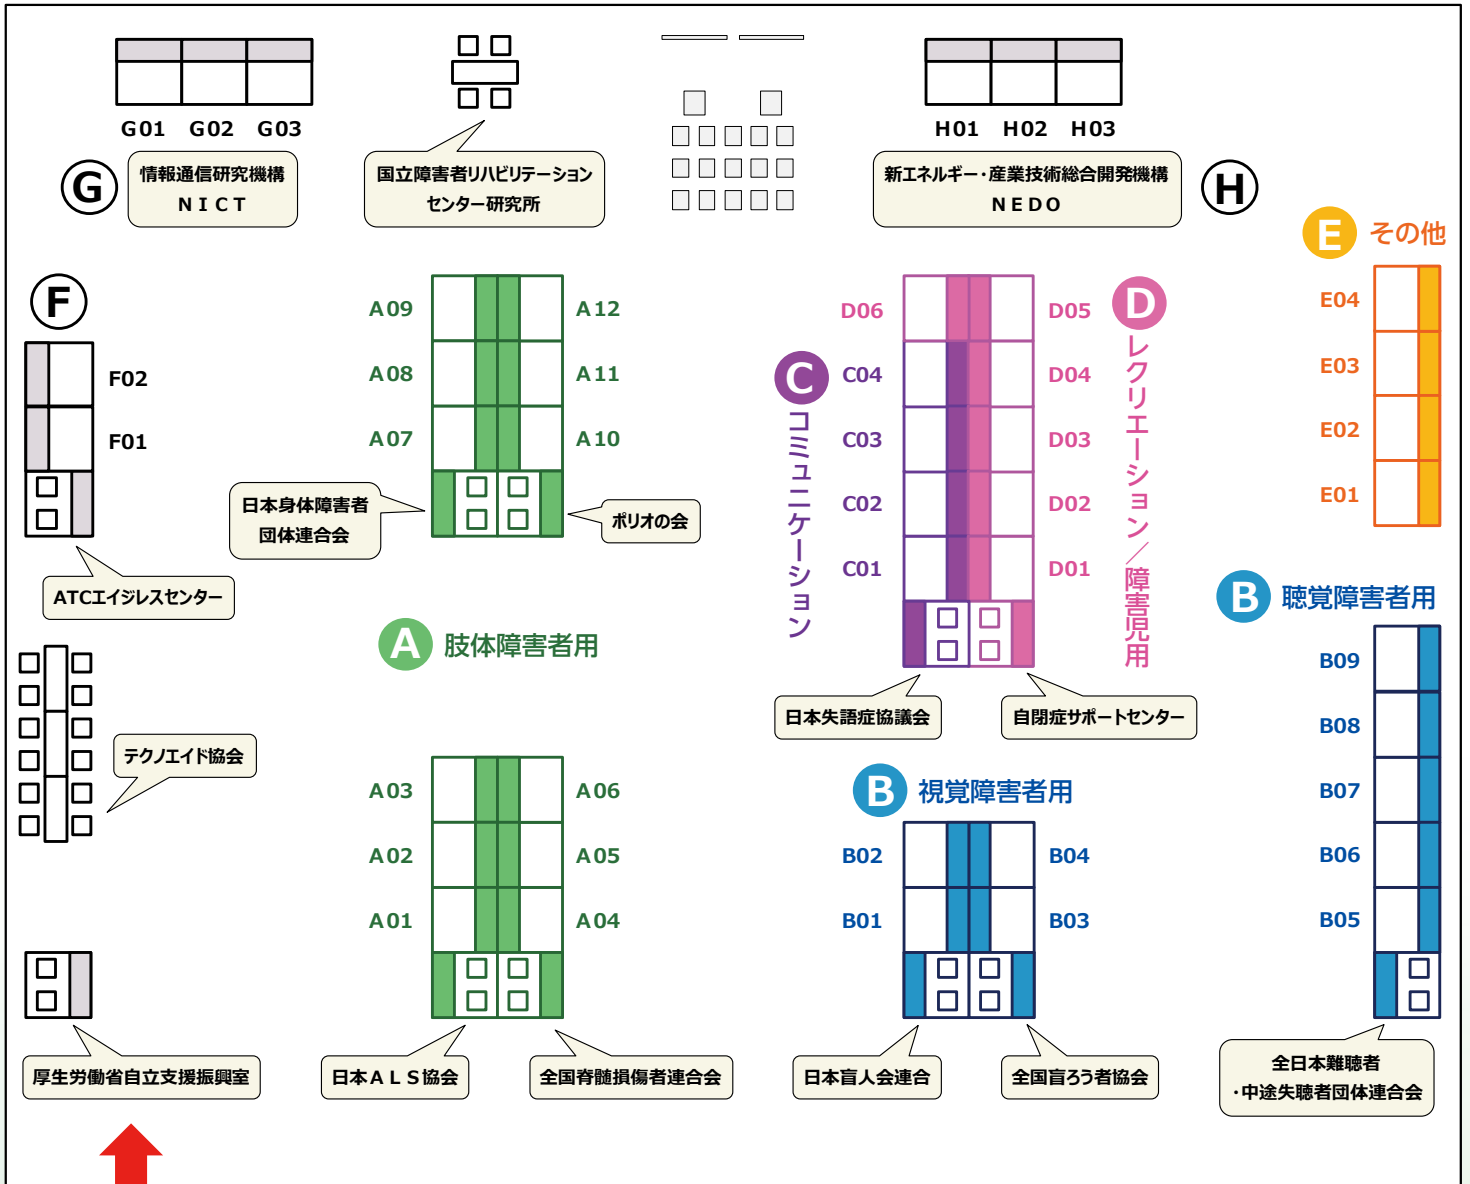 G01 G02 G03
G
情報通信研究機構
NICT
国立障害者リハビリテーション
センター研究所
H01 H02 H03
新エネルギー・産業技術総合開発機構
NEDO
H
E その他
E04
E03
E02
E01
F
F02
F01
ATCエイジレスセンター
A09 A12
A08 A11
A07 A10
日本身体障害者
団体連合会
ポリオの会
A 肢体障害者用
C
コミュニケーション
D06 D05
C04 D04
C03 D03
C02 D02
C01 D01
D
レクリエーション／障害児用
日本失語症協議会
自閉症サポートセンター
B 聴覚障害者用
B09
B08
B07
B06
B05
全日本難聴者
・中途失聴者団体連合会
テクノエイド協会
A03 A06
A02 A05
A01 A04
日本ALS協会
全国脊髄損傷者連合会
B 視覚障害者用
B02 B04
B01 B03
日本盲人会連合
全国盲ろう者協会
厚生労働省自立支援振興室